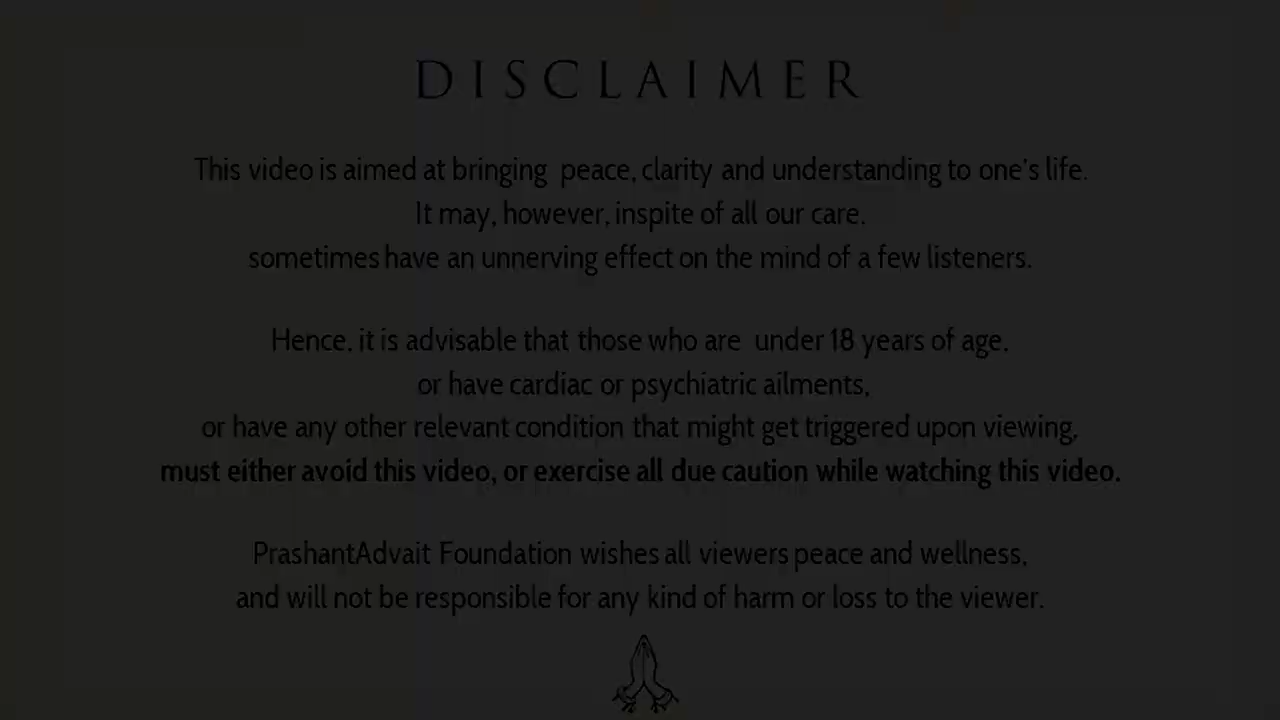 DISCLAIMER
This video is aimed at bringing peace, clarity and understanding to one's life.
It may, however, inspite of all our care.
sometimes have an unnerving effect on the mind of a few listeners.
Hence, it is advisable that those who are under 18 years of age,
or have cardiac or psychiatric ailments,
or have any other relevant condition that might get triggered upon viewing,
must either avoid this video, or exercise all due caution while watching this video.
PrashantAdvait Foundation wishes all viewers peace and wellness,
and will not be responsible for any kind of harm or loss to the viewer.